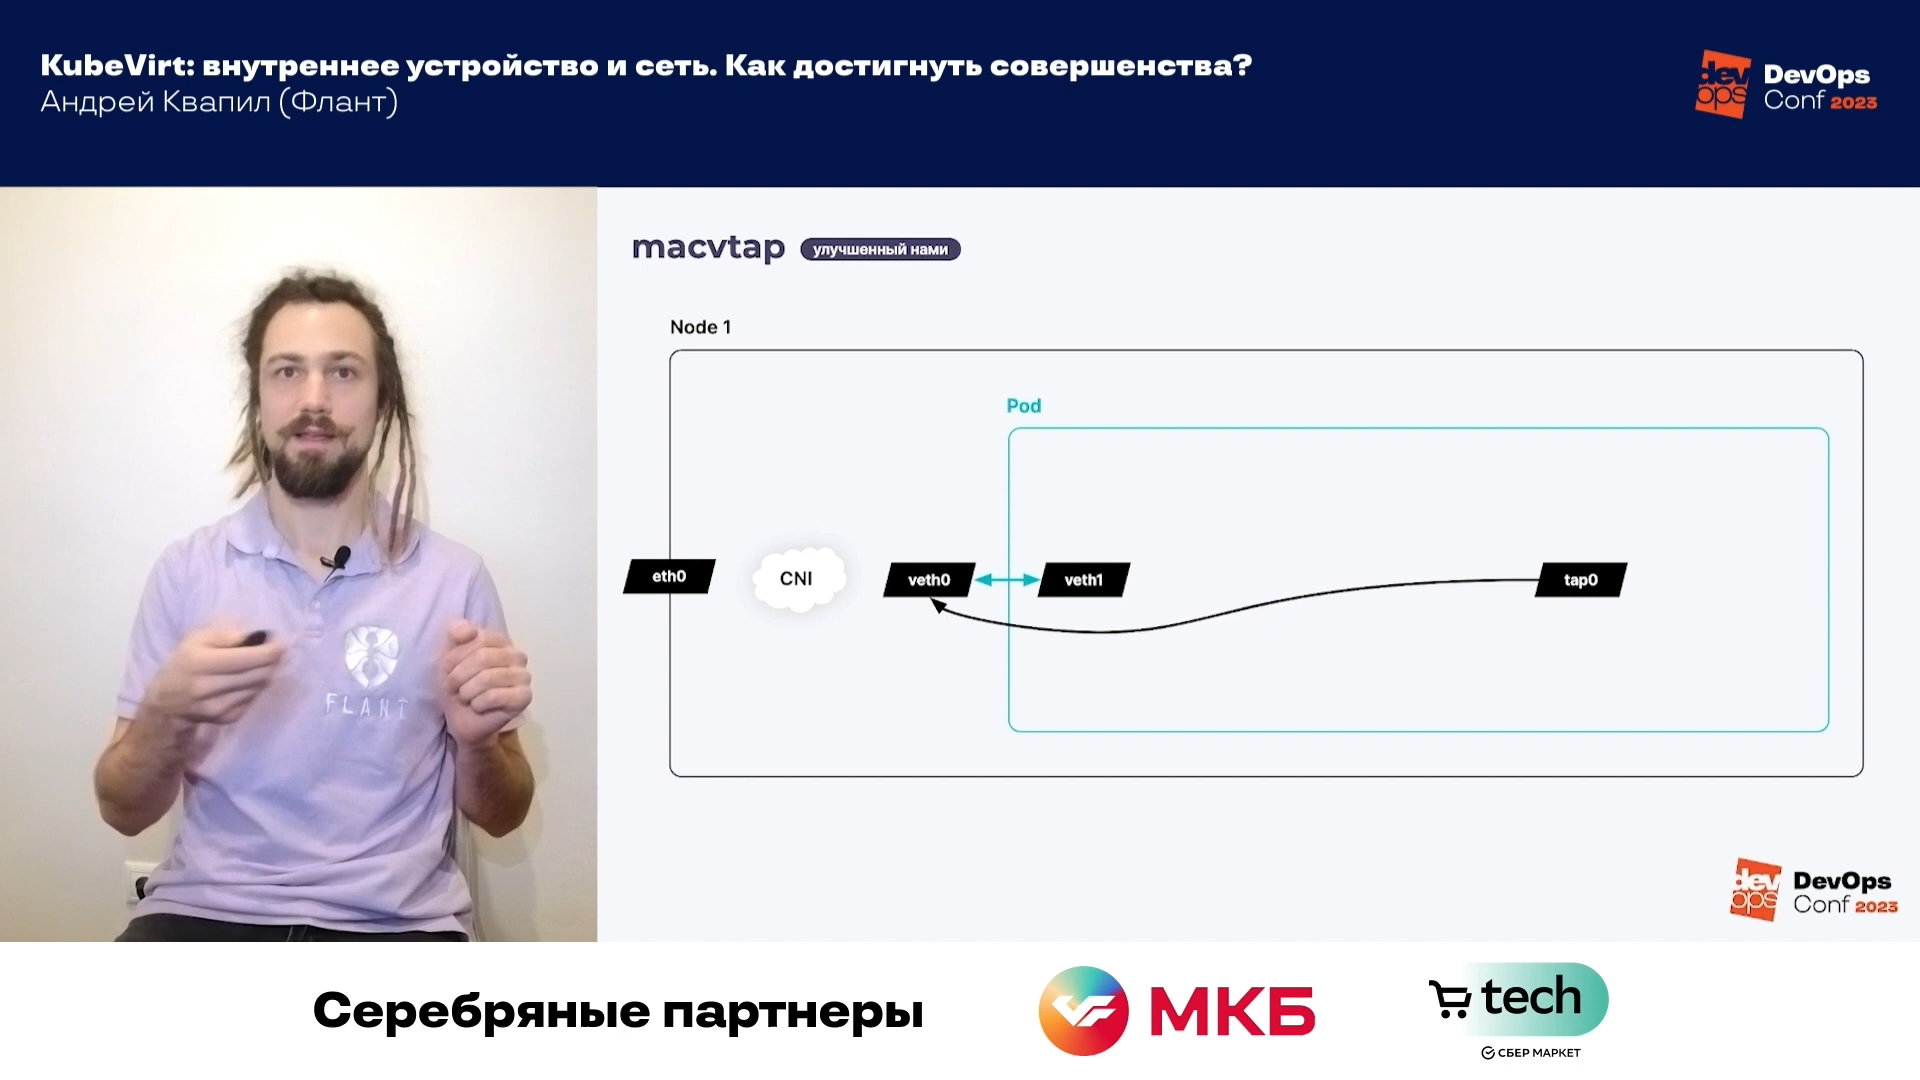 KubeVirt: внутреннее устройство и сеть. Как достигнуть совершенства?
Андрей Квапил (Флант)
dev
ops
DevOps
Conf 2023
macvtap улучшенный нами
Node 1
Pod
eth0
CNI
veth0
veth1
tap0
FLANT
dev
ops
DevOps
Conf 2023
Серебряные партнеры
МКБ
tech
СБЕР МАРКЕТ